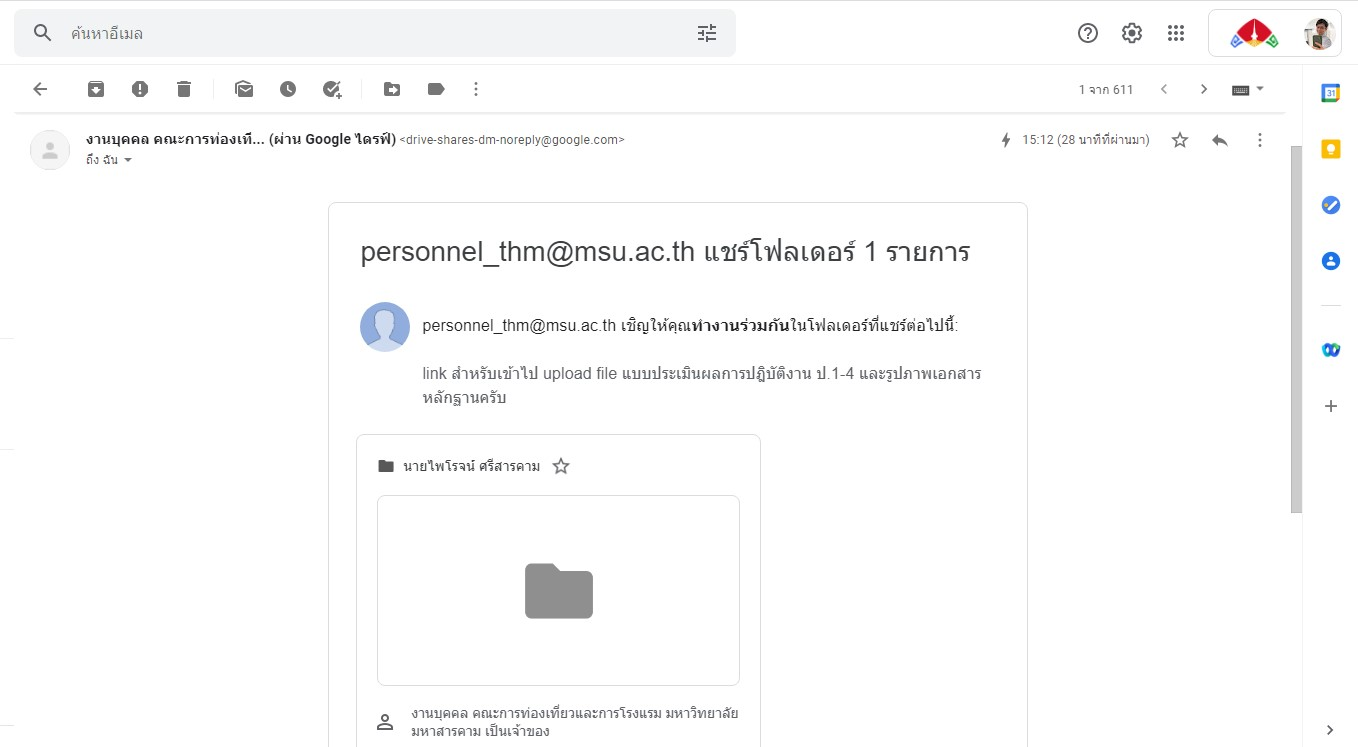 ค้นหาอีเมล
1 จาก 611
งานบุคคล คณะการท่องเที่... (ผ่าน Google ไดรฟ์) <drive-shares-dm-noreply@google.com>
15:12 (28 นาทีที่ผ่านมา)
ถึง ฉัน
personnel_thm@msu.ac.th แชร์โฟลเดอร์ 1 รายการ
personnel_thm@msu.ac.th เชิญให้คุณทำงานร่วมกันในโฟลเดอร์ที่แชร์ต่อไปนี้:
link สำหรับเข้าไป upload file แบบประเมินผลการปฏิบัติงาน ป.1-4 และรูปภาพเอกสาร
หลักฐานครับ
นายไพโรจน์ ศรีสารคาม
งานบุคคล คณะการท่องเที่ยวและการโรงแรม มหาวิทยาลัย
มหาสารคาม เป็นเจ้าของ
31